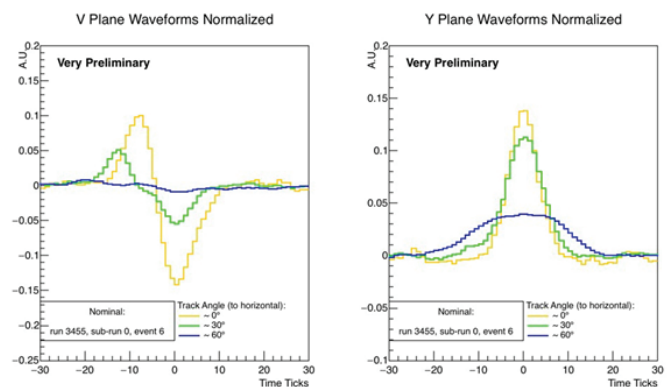 V Plane Waveforms Normalized
A.U.
0.2
Very Preliminary
0.15
0.1
0.05
0
−0.05
−0.1
−0.15
−0.2
−0.25
Nominal:
run 3455, sub-run 0, event 6
Track Angle (to horizontal):
~ 0°
~ 30°
~ 60°
−30 −20 −10 0 10 20 30
Time Ticks
Y Plane Waveforms Normalized
A.U.
0.2
Very Preliminary
0.15
0.1
0.05
0
−0.05
−0.1
Nominal:
run 3455, sub-run 0, event 6
Track Angle (to horizontal):
~ 0°
~ 30°
~ 60°
−30 −20 −10 0 10 20 30
Time Ticks